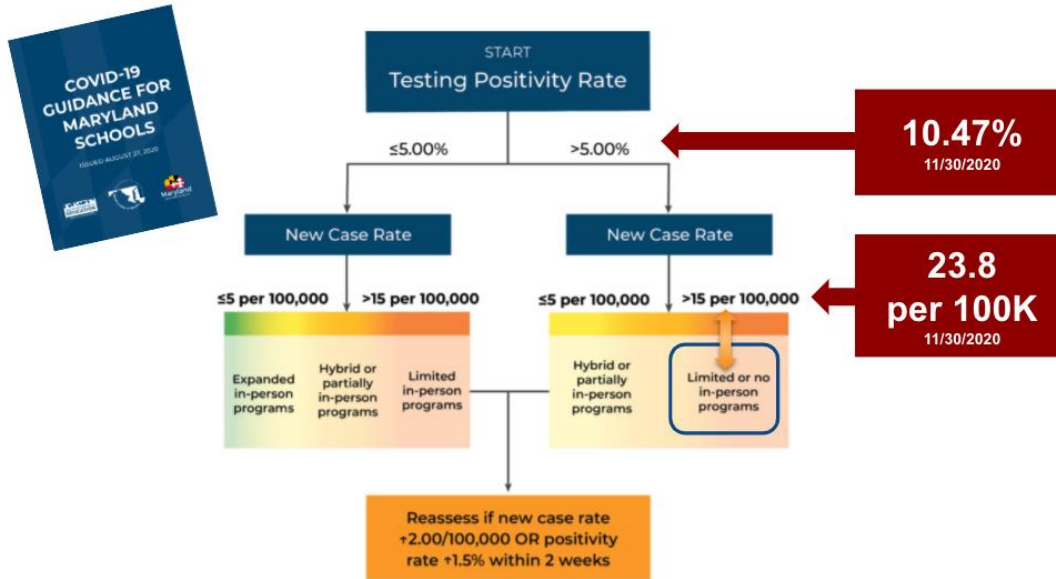 COVID-19
GUIDANCE FOR
MARYLAND
SCHOOLS
ISSUED AUGUST 27, 2020
EDUCATION
Maryland
START
Testing Positivity Rate
≤5.00%
>5.00%
10.47%
11/30/2020
New Case Rate
New Case Rate
23.8
per 100K
11/30/2020
≤5 per 100,000
>15 per 100,000
≤5 per 100,000
>15 per 100,000
Expanded
in-person
programs
Hybrid or
partially
in-person
programs
Limited
in-person
programs
Hybrid or
partially
in-person
programs
Limited or no
in-person
programs
Reassess if new case rate
↑2.00/100,000 OR positivity
rate ↑1.5% within 2 weeks